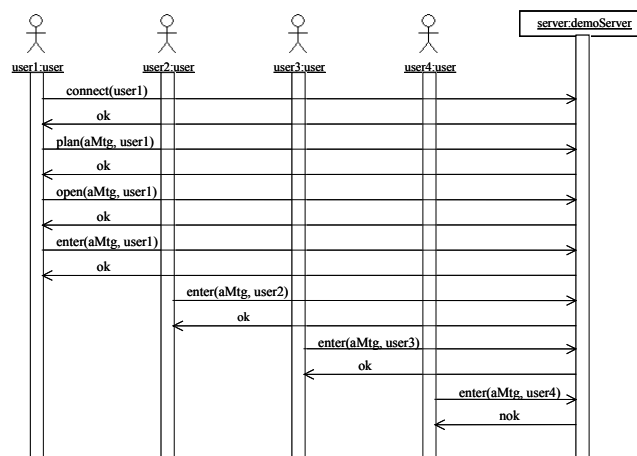 server:demoServer
user1:user
user2:user
user3:user
user4:user
connect(user1)
ok
plan(aMtg, user1)
ok
open(aMtg, user1)
ok
enter(aMtg, user1)
ok
enter(aMtg, user2)
ok
enter(aMtg, user3)
ok
enter(aMtg, user4)
nok